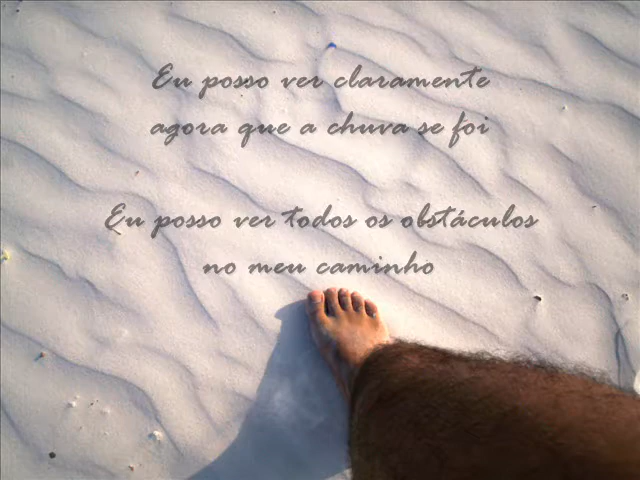 Eu posso ver claramente
agora que a chuva se foi
Eu posso ver todos os obstáculos
no meu caminho